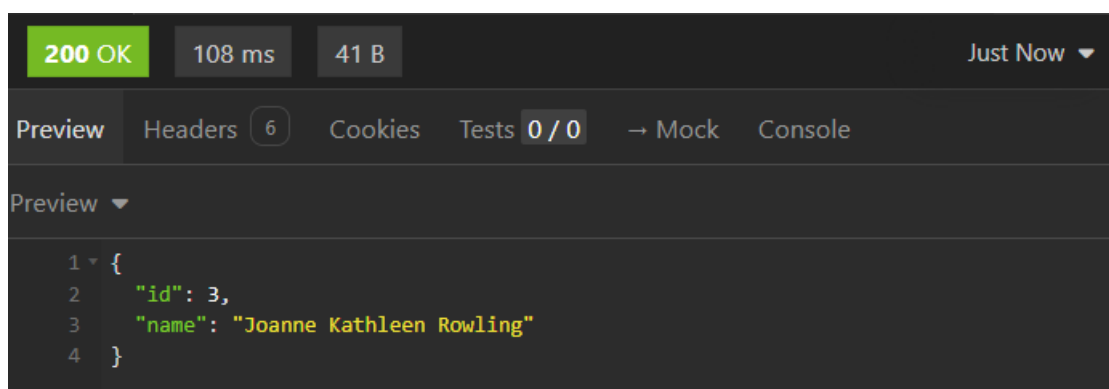 200 OK 108 ms 41 B Just Now
Preview Headers 6 Cookies Tests 0 / 0 → Mock Console
Preview
1 {
2 "id": 3,
3 "name": "Joanne Kathleen Rowling"
4 }